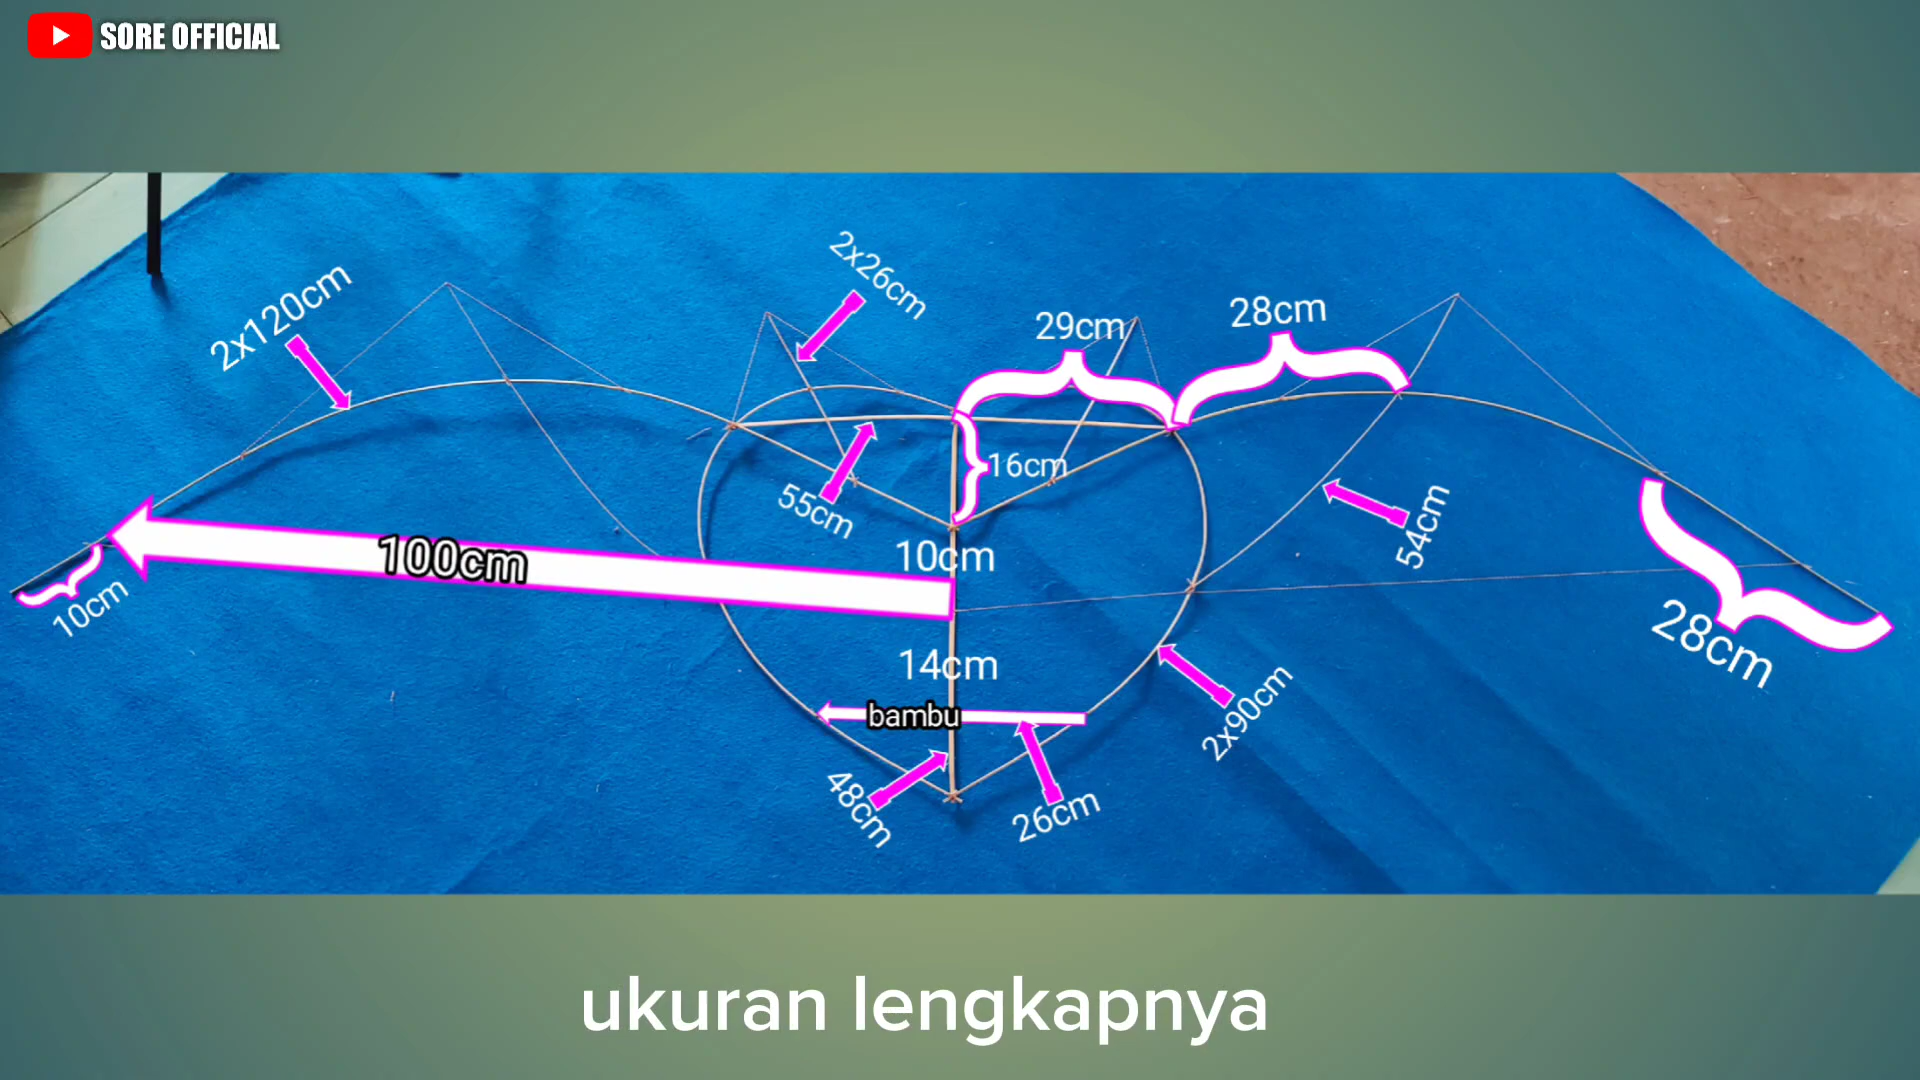 SORE OFFICIAL
2x120cm
2x26cm
29cm
28cm
16cm
55cm
54cm
100cm
10cm
10cm
28cm
14cm
bambu
2x90cm
48cm
26cm
ukuran lengkapnya